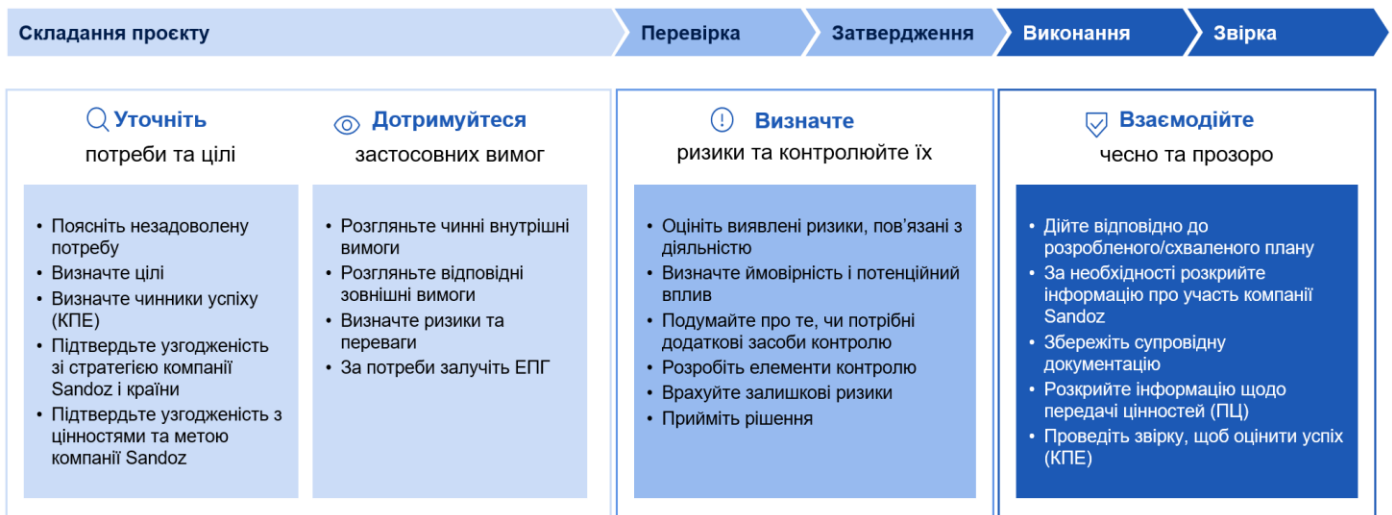 Складання проєкту
Перевірка
Затвердження
Виконання
Звірка
Уточніть
потреби та цілі
• Поясніть незадоволену
потребу
• Визначте цілі
• Визначте чинники успіху
(КПЕ)
• Підтвердьте узгодженість
зі стратегією компанії
Sandoz і країни
• Підтвердьте узгодженість з
цінностями та метою
компанії Sandoz
Дотримуйтеся
застосовних вимог
• Розгляньте чинні внутрішні
вимоги
• Розгляньте відповідні
зовнішні вимоги
• Визначте ризики та
переваги
• За потреби залучіть ЕПГ
Визначте
ризики та контролюйте їх
• Оцініть виявлені ризики, пов’язані з
діяльністю
• Визначте ймовірність і потенційний
вплив
• Подумайте про те, чи потрібні
додаткові засоби контролю
• Розробіть елементи контролю
• Врахуйте залишкові ризики
• Прийміть рішення
Взаємодійте
чесно та прозоро
• Дійте відповідно до
розробленого/схваленого плану
• За необхідності розкрийте
інформацію про участь компанії
Sandoz
• Збережіть супровідну
документацію
• Розкрийте інформацію щодо
передачі цінностей (ПЦ)
• Проведіть звірку, щоб оцінити успіх
(КПЕ)